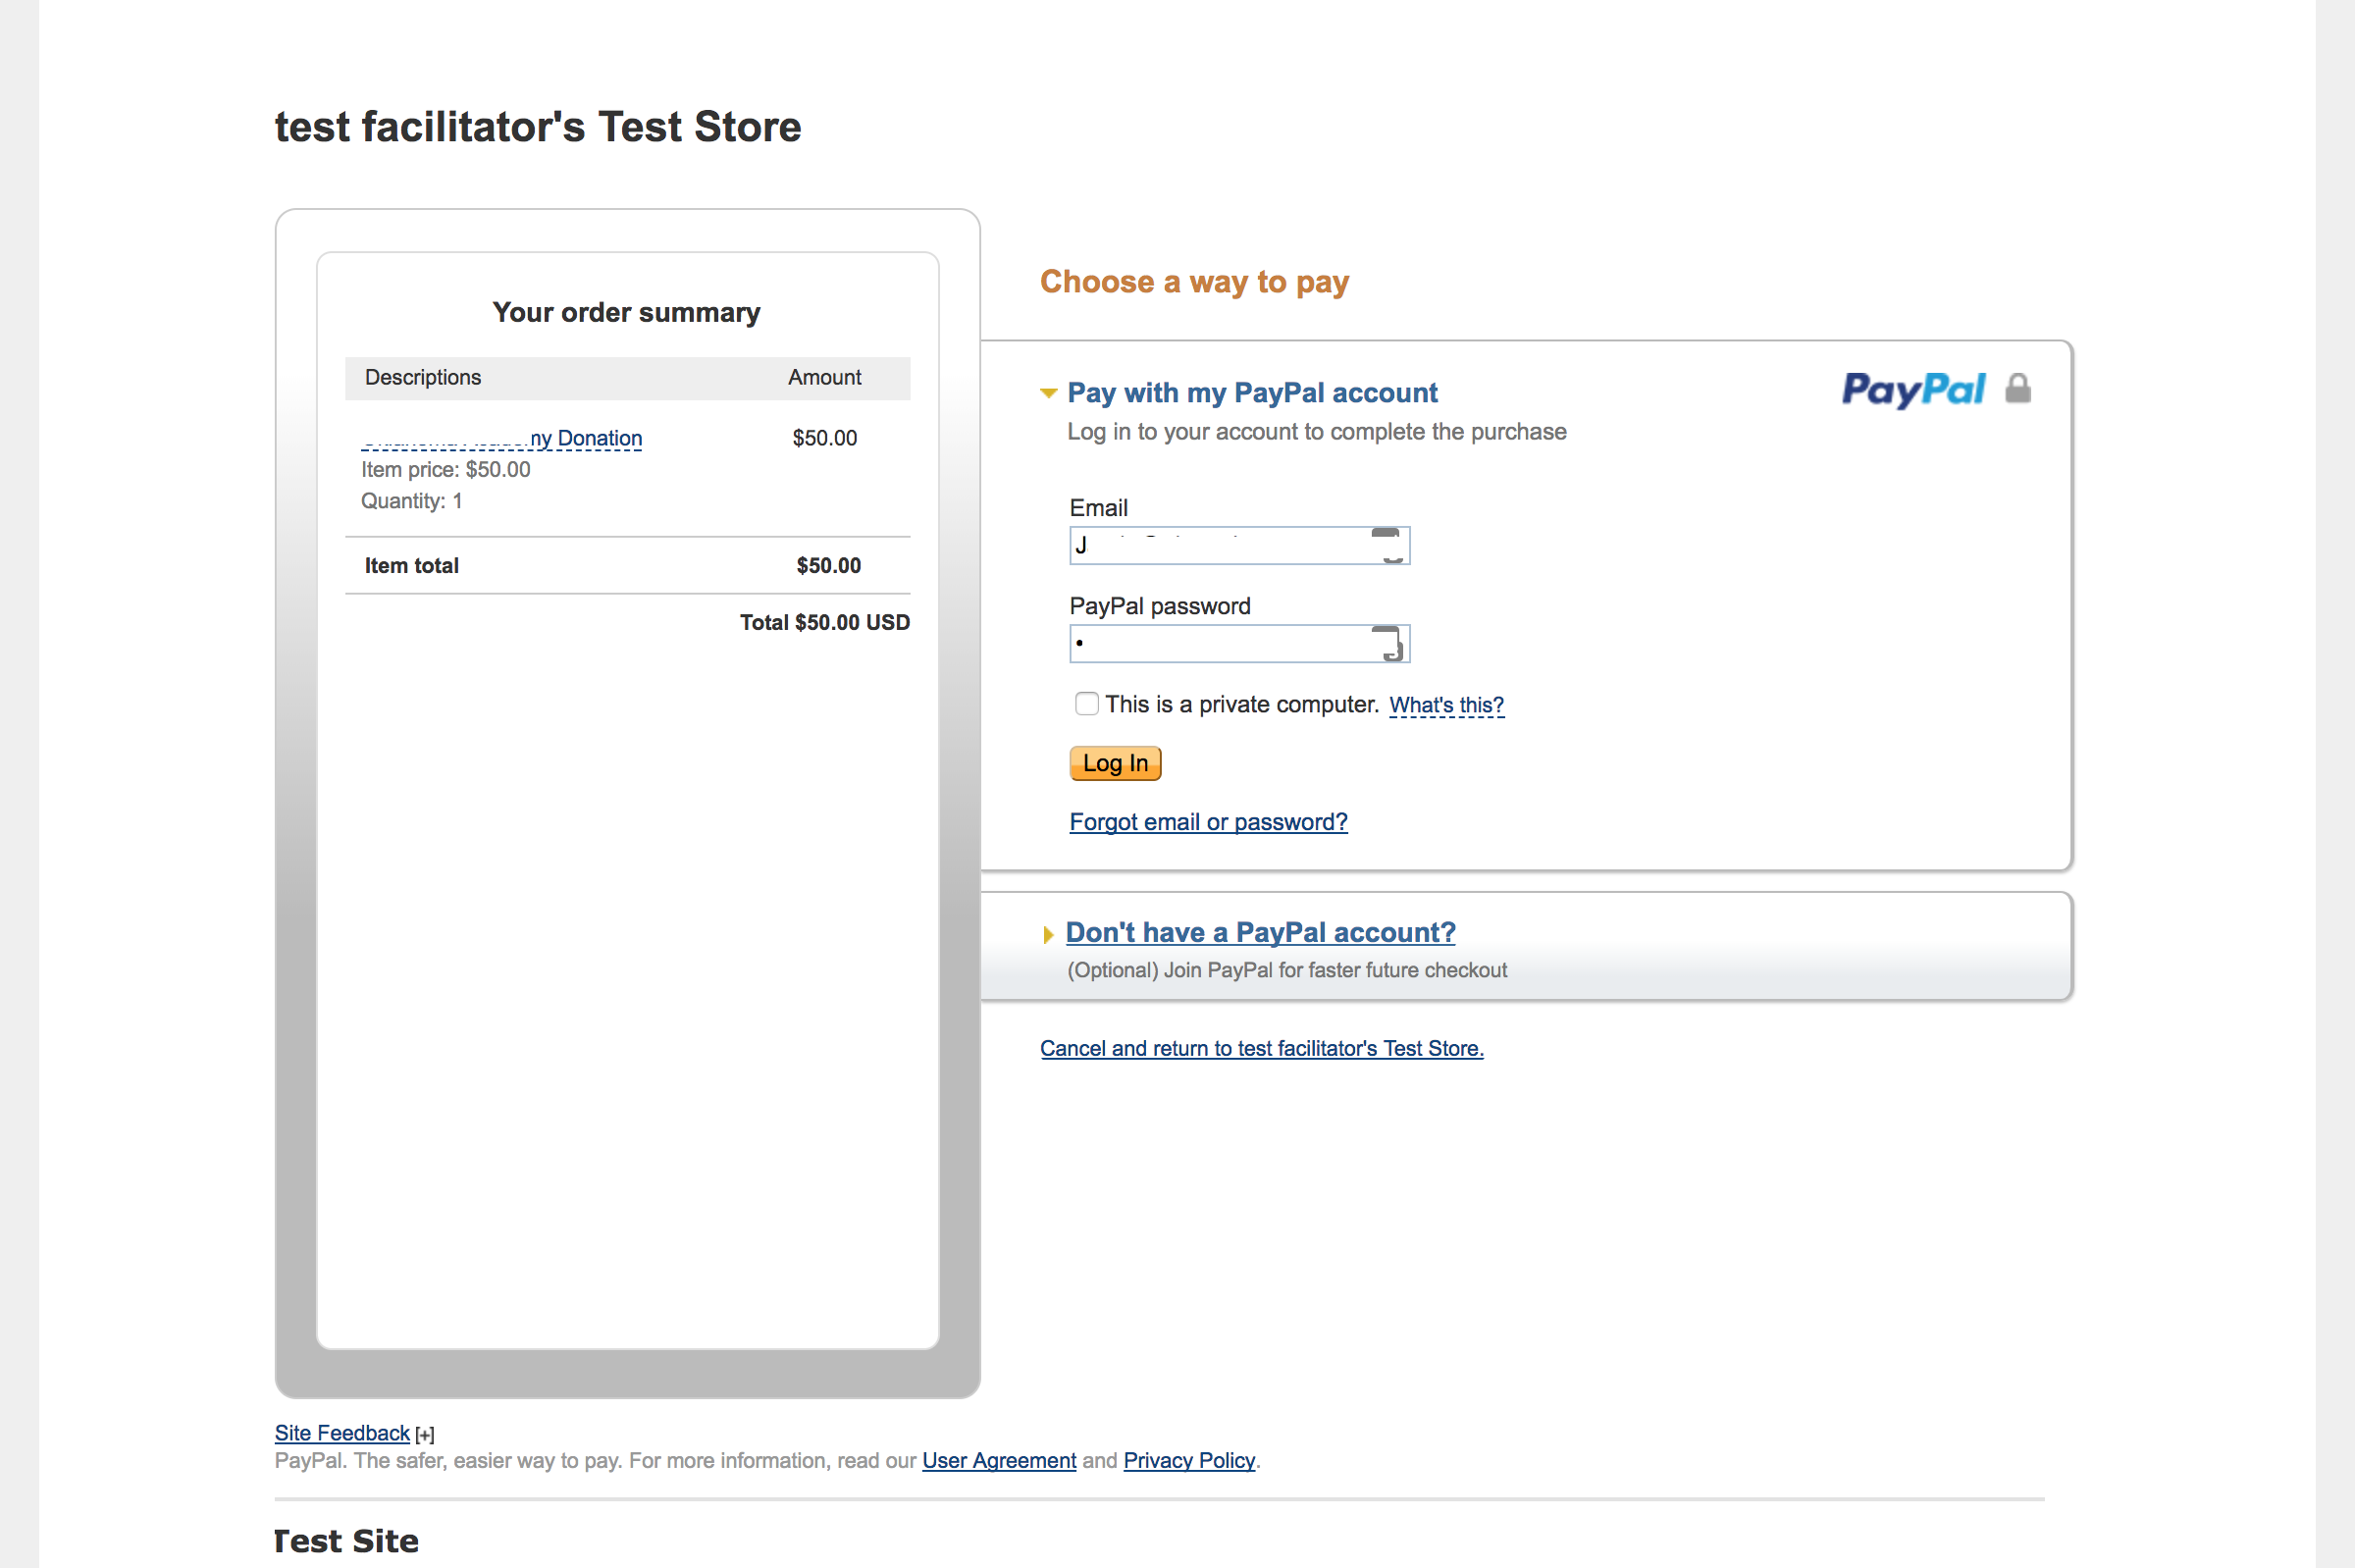 test facilitator's Test Store
Your order summary
Descriptions Amount
ny Donation $50.00
Item price: $50.00
Quantity: 1
Item total $50.00
Total $50.00 USD
Choose a way to pay
Pay with my PayPal account
PayPal
Log in to your account to complete the purchase
Email
J
PayPal password
This is a private computer. What's this?
Log In
Forgot email or password?
Don't have a PayPal account?
(Optional) Join PayPal for faster future checkout
Cancel and return to test facilitator's Test Store.
Site Feedback [+]
PayPal. The safer, easier way to pay. For more information, read our User Agreement and Privacy Policy.
Test Site